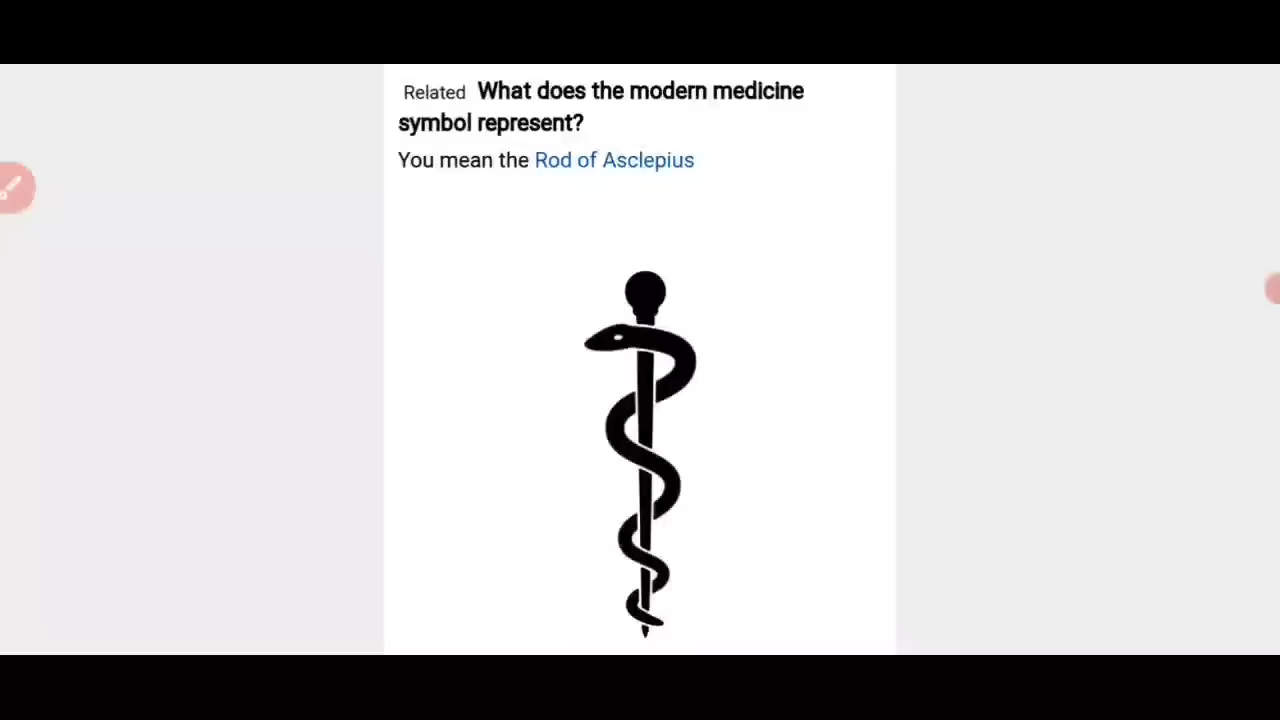 Related What does the modern medicine
symbol represent?
You mean the Rod of Asclepius